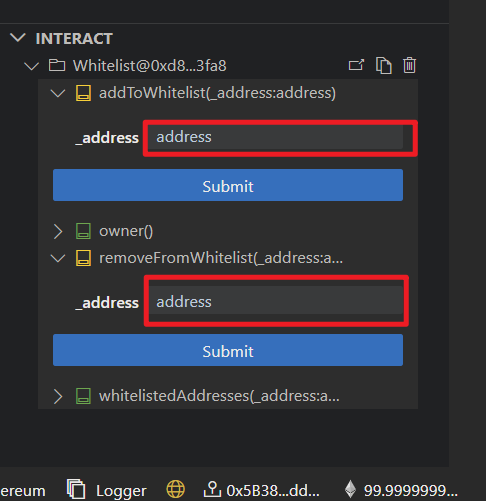 INTERACT
Whitelist@0xd8...3fa8
addToWhitelist(_address:address)
_address address
Submit
owner()
removeFromWhitelist(_address:a...
_address address
Submit
whitelistedAddresses(_address:a...
ereum Logger 0x5B38...dd... 99.9999999...